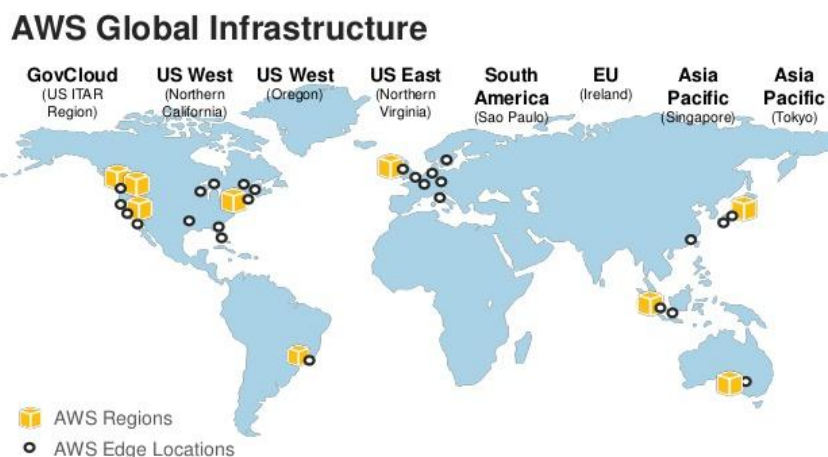 AWS Global Infrastructure
GovCloud
(US ITAR
Region)
US West
(Northern
California)
US West
(Oregon)
US East
(Northern
Virginia)
South
America
(Sao Paulo)
EU
(Ireland)
Asia
Pacific
(Singapore)
Asia
Pacific
(Tokyo)
AWS Regions
AWS Edge Locations